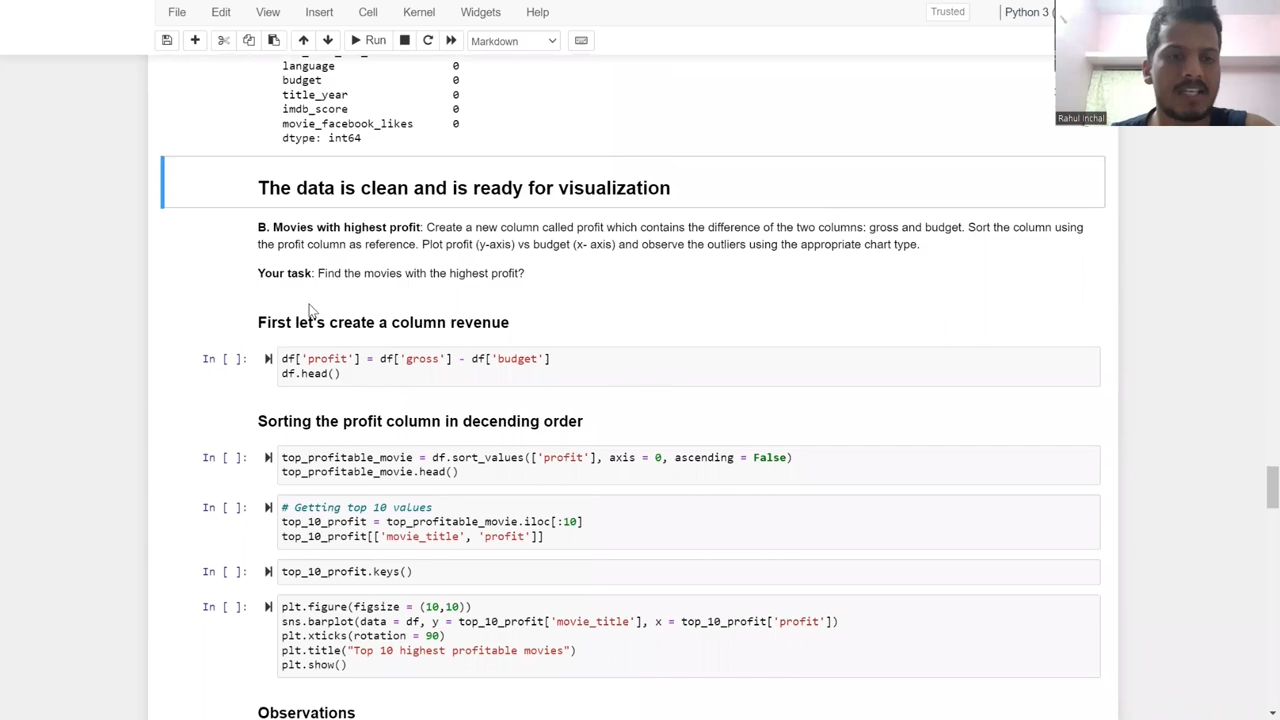 File Edit View Insert Cell Kernel Widgets Help Trusted Python 3 (
Run Markdown
language 0
budget 0
title_year 0
imdb_score 0
movie_facebook_likes 0
dtype: int64
Rahul Inchal
The data is clean and is ready for visualization
B. Movies with highest profit: Create a new column called profit which contains the difference of the two columns: gross and budget. Sort the column using
the profit column as reference. Plot profit (y-axis) vs budget (x- axis) and observe the outliers using the appropriate chart type.
Your task: Find the movies with the highest profit?
First let's create a column revenue
In [ ]: df['profit'] = df['gross'] - df['budget']
df.head()
Sorting the profit column in decending order
In [ ]: top_profitable_movie = df.sort_values(['profit'], axis = 0, ascending = False)
top_profitable_movie.head()
In [ ]: # Getting top 10 values
top_10_profit = top_profitable_movie.iloc[:10]
top_10_profit[['movie_title', 'profit']]
In [ ]: top_10_profit.keys()
In [ ]: plt.figure(figsize = (10,10))
sns.barplot(data = df, y = top_10_profit['movie_title'], x = top_10_profit['profit'])
plt.xticks(rotation = 90)
plt.title("Top 10 highest profitable movies")
plt.show()
Observations